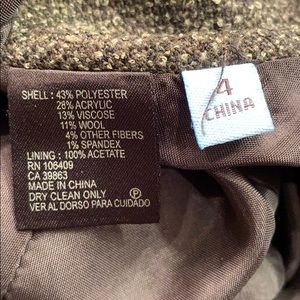 SHELL: 43% POLYESTER
28% ACRYLIC
13% VISCOSE
11% WOOL
4% OTHER FIBERS
1% SPANDEX
LINING: 100% ACETATE
RN 106409
CA 39863
MADE IN CHINA
DRY CLEAN ONLY P
VER AL DORSO PARA CUIDADO
4
CHINA